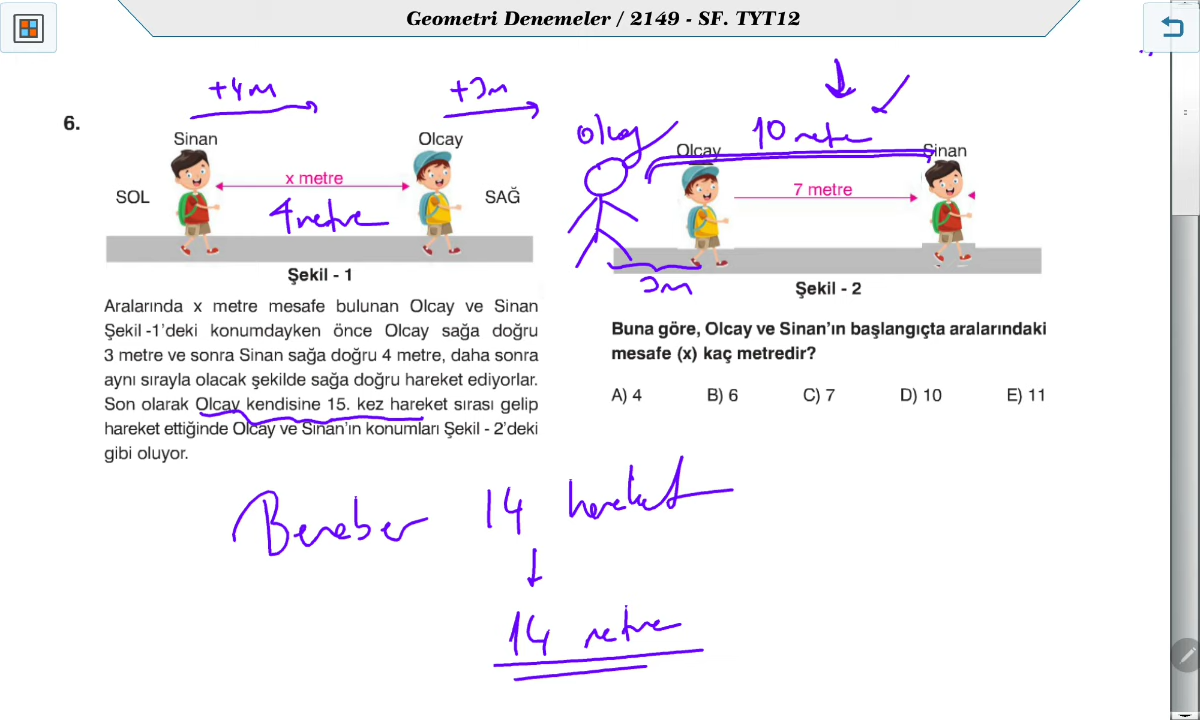 Geometri Denemeler / 2149 - SF. TYT12
+4m
+3m
6.
Sinan
Olcay
SOL
x metre
SAĞ
4 metre
Şekil - 1
Aralarında x metre mesafe bulunan Olcay ve Sinan
Şekil -1'deki konumdayken önce Olcay sağa doğru
3 metre ve sonra Sinan sağa doğru 4 metre, daha sonra
aynı sırayla olacak şekilde sağa doğru hareket ediyorlar.
Son olarak Olcay kendisine 15. kez hareket sırası gelip
hareket ettiğinde Olcay ve Sinan'ın konumları Şekil - 2'deki
gibi oluyor.
olcay
10 metre
Olcay
Sinan
7 metre
3m
Şekil - 2
Buna göre, Olcay ve Sinan'ın başlangıçta aralarındaki
mesafe (x) kaç metredir?
A) 4 B) 6 C) 7 D) 10 E) 11
Beraber 14 hareket
14 metre